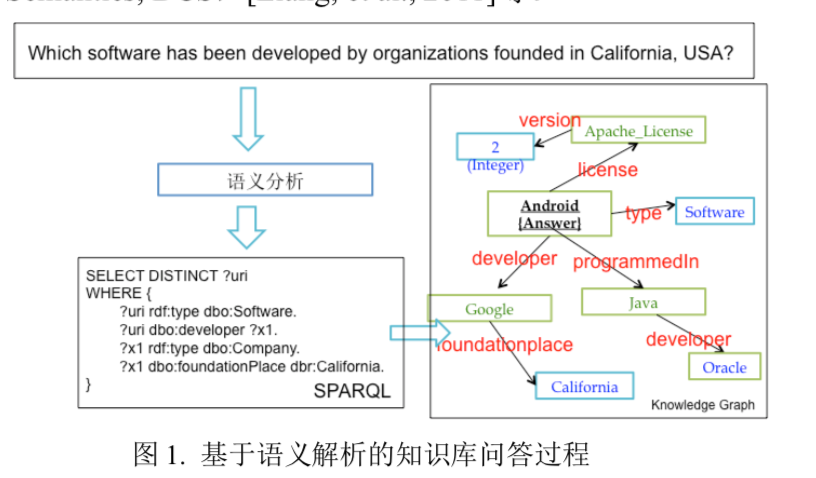 Which software has been developed by organizations founded in California, USA?
语义分析
SELECT DISTINCT ?uri
WHERE {
?uri rdf:type dbo:Software.
?uri dbo:developer ?x1.
?x1 rdf:type dbo:Company.
?x1 dbo:foundationPlace dbr:California.
}
SPARQL
version
Apache_License
2
(Integer)
license
Android
{Answer}
type
Software
developer
programmedIn
Google
Java
foundationplace
developer
Oracle
California
Knowledge Graph
图 1. 基于语义解析的知识库问答过程